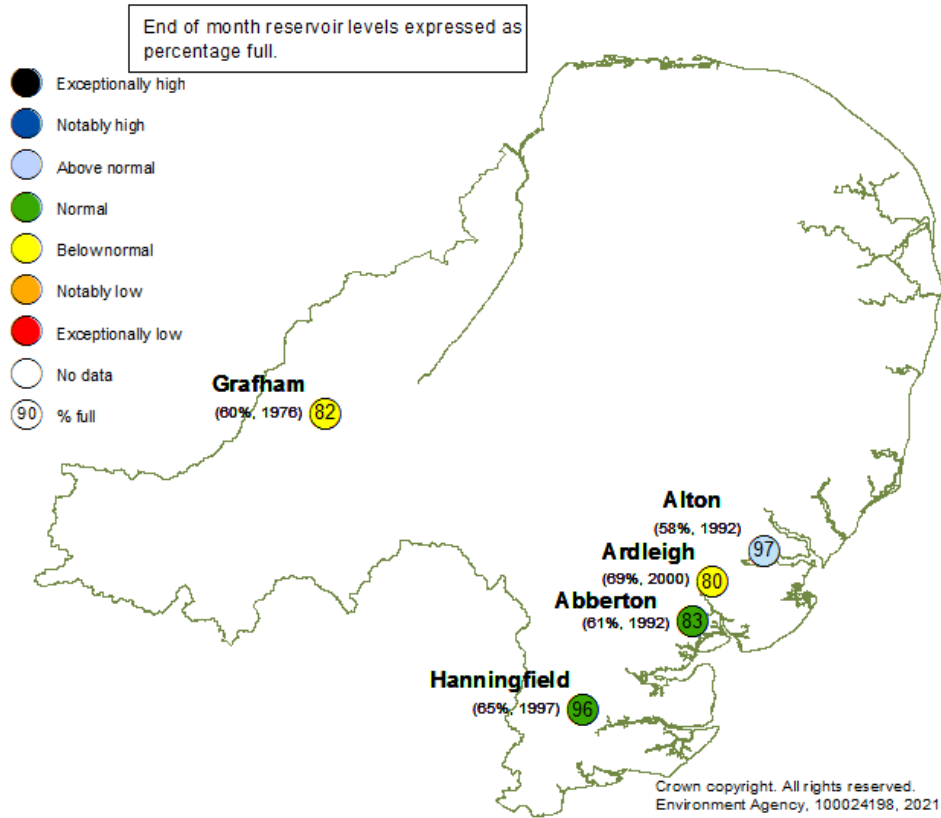 End of month reservoir levels expressed as
percentage full.
Exceptionally high
Notably high
Above normal
Normal
Below normal
Notably low
Exceptionally low
No data
90 % full
Grafham
(60%, 1976) 82
Alton
(58%, 1992) 97
Ardleigh
(69%, 2000) 80
Abberton
(61%, 1992) 83
Hanningfield
(65%, 1997) 96
Crown copyright. All rights reserved.
Environment Agency, 100024198, 2021